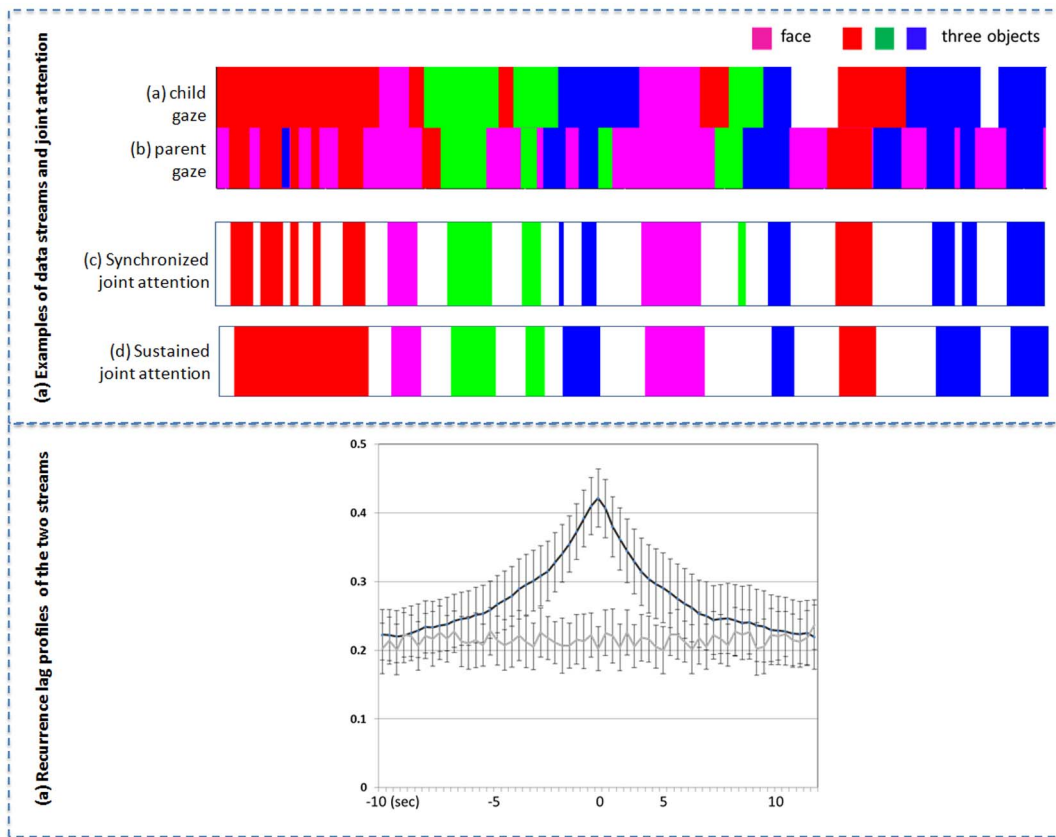 face three objects
(a) child
gaze
(b) parent
gaze
(c) Synchronized
joint attention
(d) Sustained
joint attention
(a) Examples of data streams and joint attention
(a) Recurrence lag profiles of the two streams
0.5
0.4
0.3
0.2
0.1
0
-10 (sec) -5 0 5 10